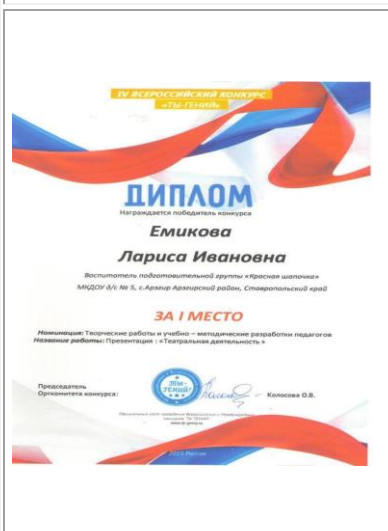 IV ВСЕРОССИЙСКИЙ КОНКУРС
«ТЫ-ГЕНИЙ»
ДИПЛОМ
Награждается победитель конкурса
Емикова
Лариса Ивановна
Воспитатель подготовительной группы «Красная шапочка»
МКДОУ д/с № 5, с.Арзгир Арзгирский район, Ставропольский край
ЗА I МЕСТО
Номинация: Творческие работы и учебно – методические разработки педагогов
Название работы: Презентация : «Театральная деятельность »
Председатель
Оргкомитета конкурса:
ТЫ-
ГЕНИЙ!
Колосова О.В.